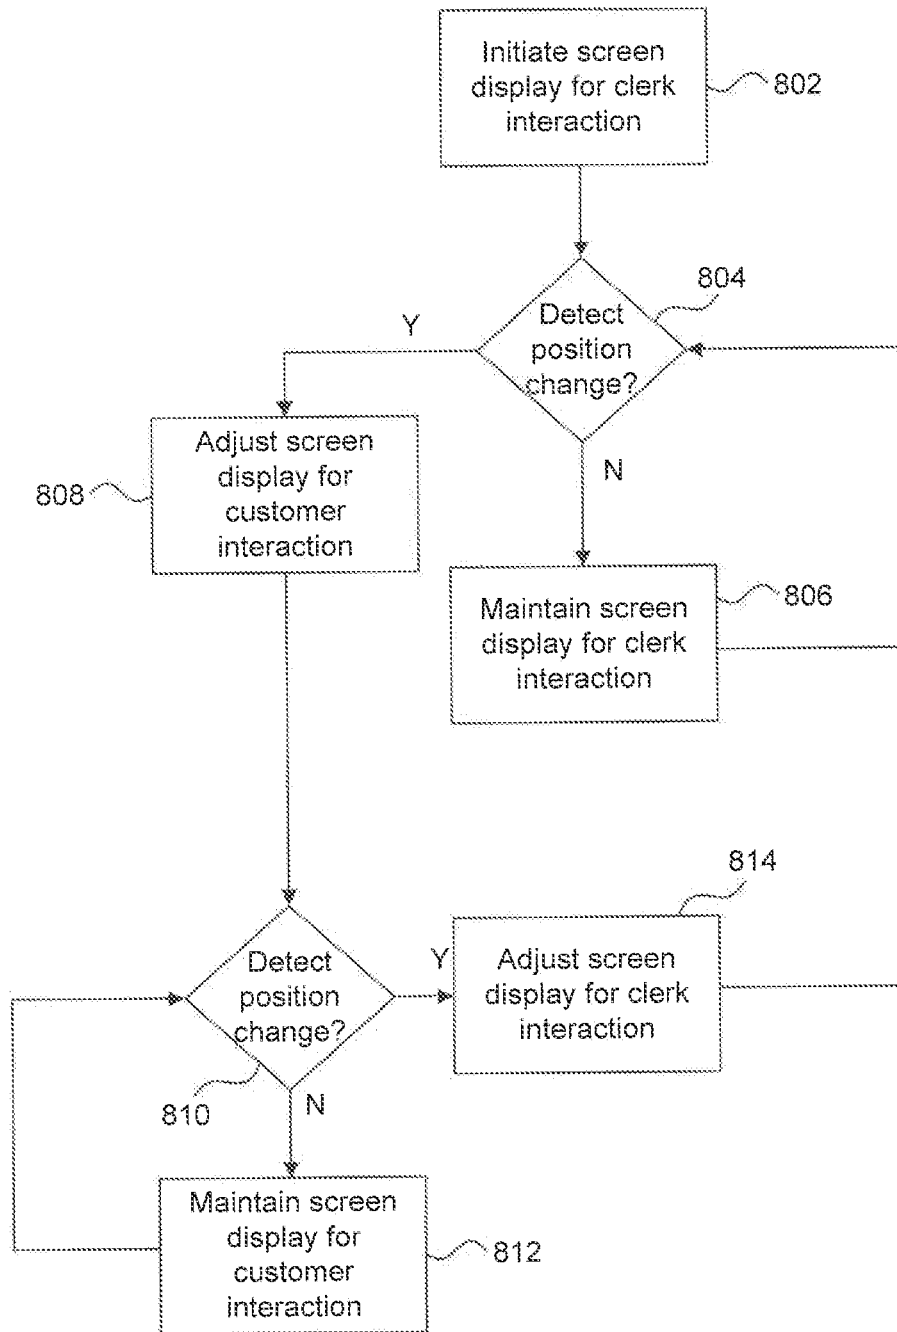 Initiate screen
display for clerk
interaction
802
804
Detect
position
change?
Y
N
Adjust screen
display for
customer
interaction
808
Maintain screen
display for clerk
interaction
806
814
Detect
position
change?
Y
Adjust screen
display for clerk
interaction
810
N
Maintain screen
display for
customer
interaction
812